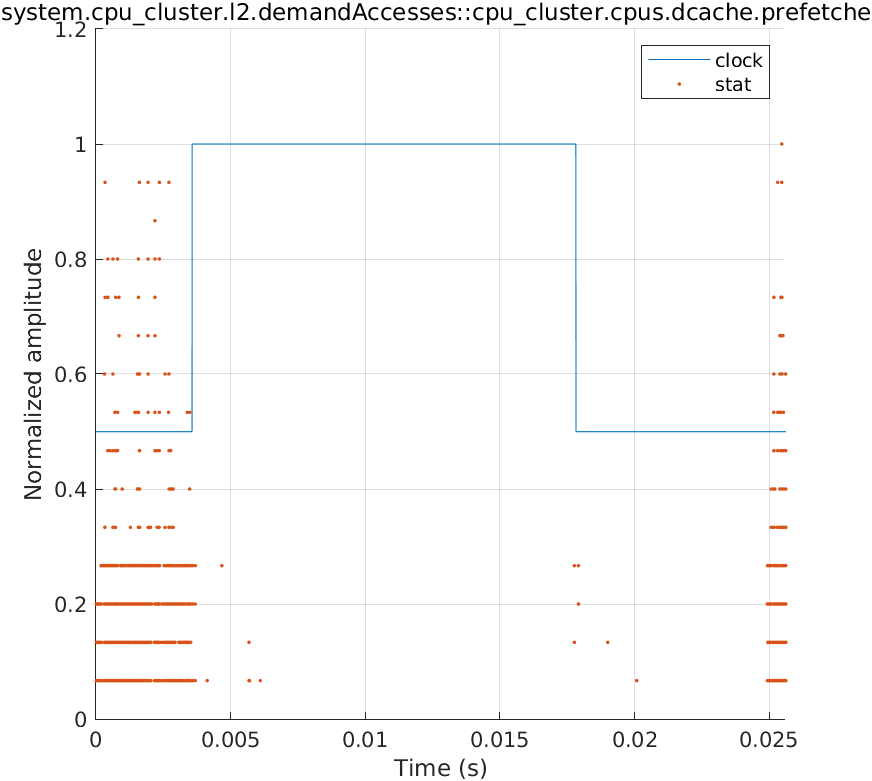 system.cpu_cluster.l2.demandAccesses::cpu_cluster.cpus.dcache.prefetche
1.2
clock
stat
1
0.8
0.6
0.4
0.2
0
Normalized amplitude
0 0.005 0.01 0.015 0.02 0.025
Time (s)